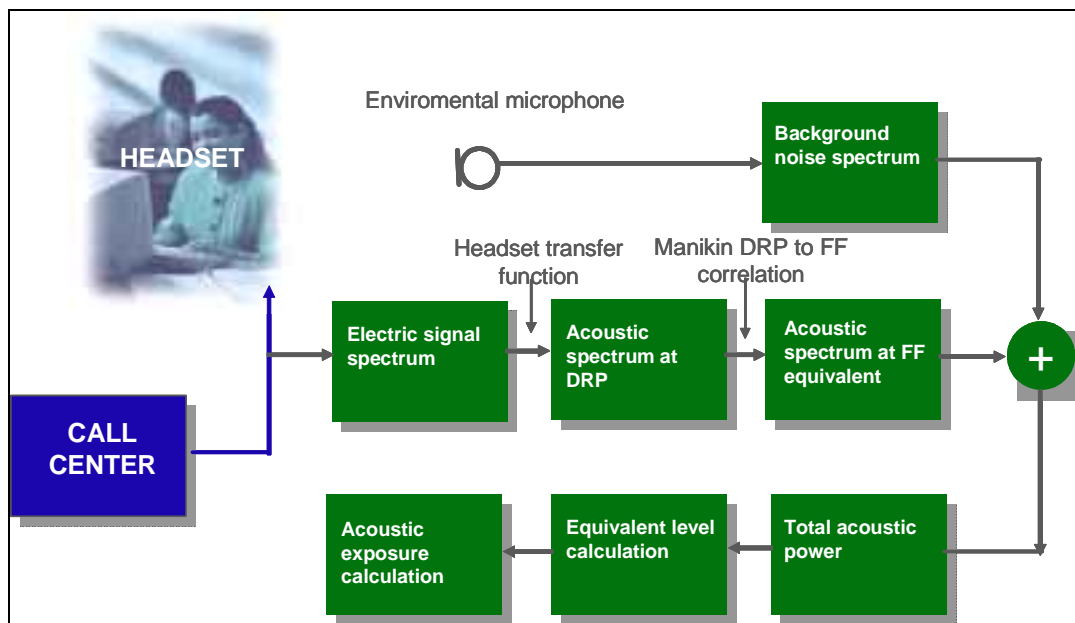 Enviromental microphone
HEADSET
Background
noise spectrum
Headset transfer
function
Manikin DRP to FF
correlation
Electric signal
spectrum
Acoustic
spectrum at
DRP
Acoustic
spectrum at FF
equivalent
+
CALL
CENTER
Acoustic
exposure
calculation
Equivalent level
calculation
Total acoustic
power